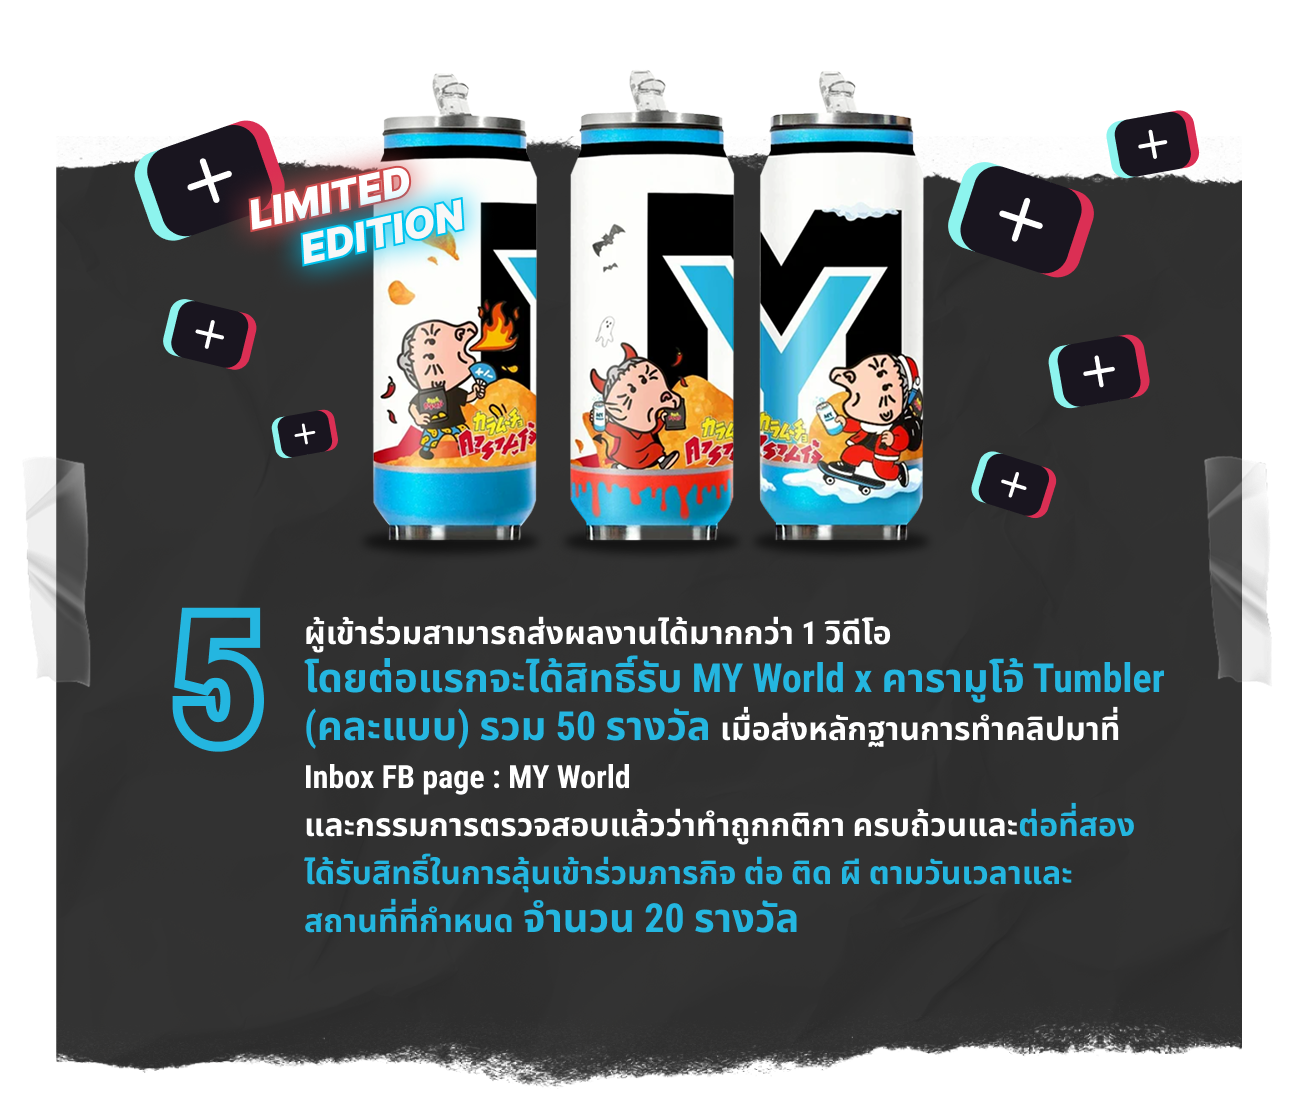 LIMITED
EDITION
MY
カラムーチョ
5
ผู้เข้าร่วมสามารถส่งผลงานได้มากกว่า 1 วิดีโอ
โดยต่อแรกจะได้สิทธิ์รับ MY World x คารามูโจ้ Tumbler
(คละแบบ) รวม 50 รางวัล เมื่อส่งหลักฐานการทำคลิปมาที่
Inbox FB page : MY World
และกรรมการตรวจสอบแล้วว่าทำถูกกติกา ครบถ้วนและต่อที่สอง
ได้รับสิทธิ์ในการลุ้นเข้าร่วมภารกิจ ต่อ ติด ผี ตามวันเวลาและ
สถานที่ที่กำหนด จำนวน 20 รางวัล